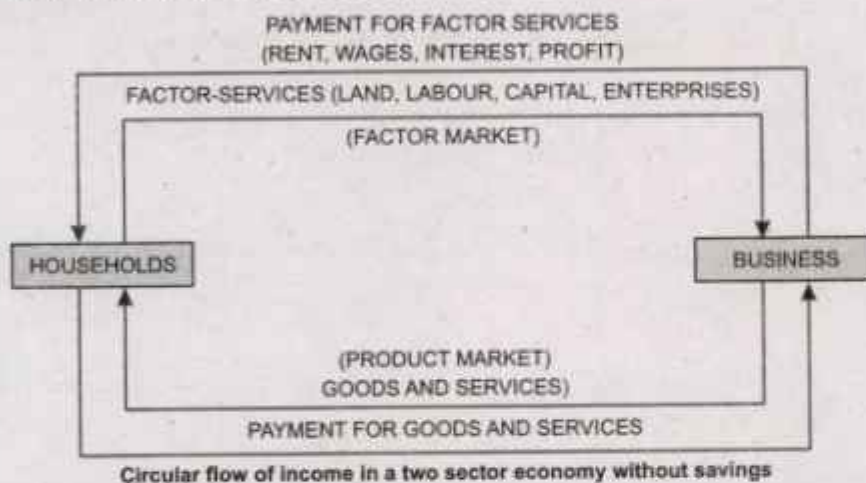 PAYMENT FOR FACTOR SERVICES
(RENT, WAGES, INTEREST, PROFIT)
FACTOR-SERVICES (LAND, LABOUR, CAPITAL, ENTERPRISES)
(FACTOR MARKET)
HOUSEHOLDS
BUSINESS
(PRODUCT MARKET)
GOODS AND SERVICES)
PAYMENT FOR GOODS AND SERVICES
Circular flow of income in a two sector economy without savings